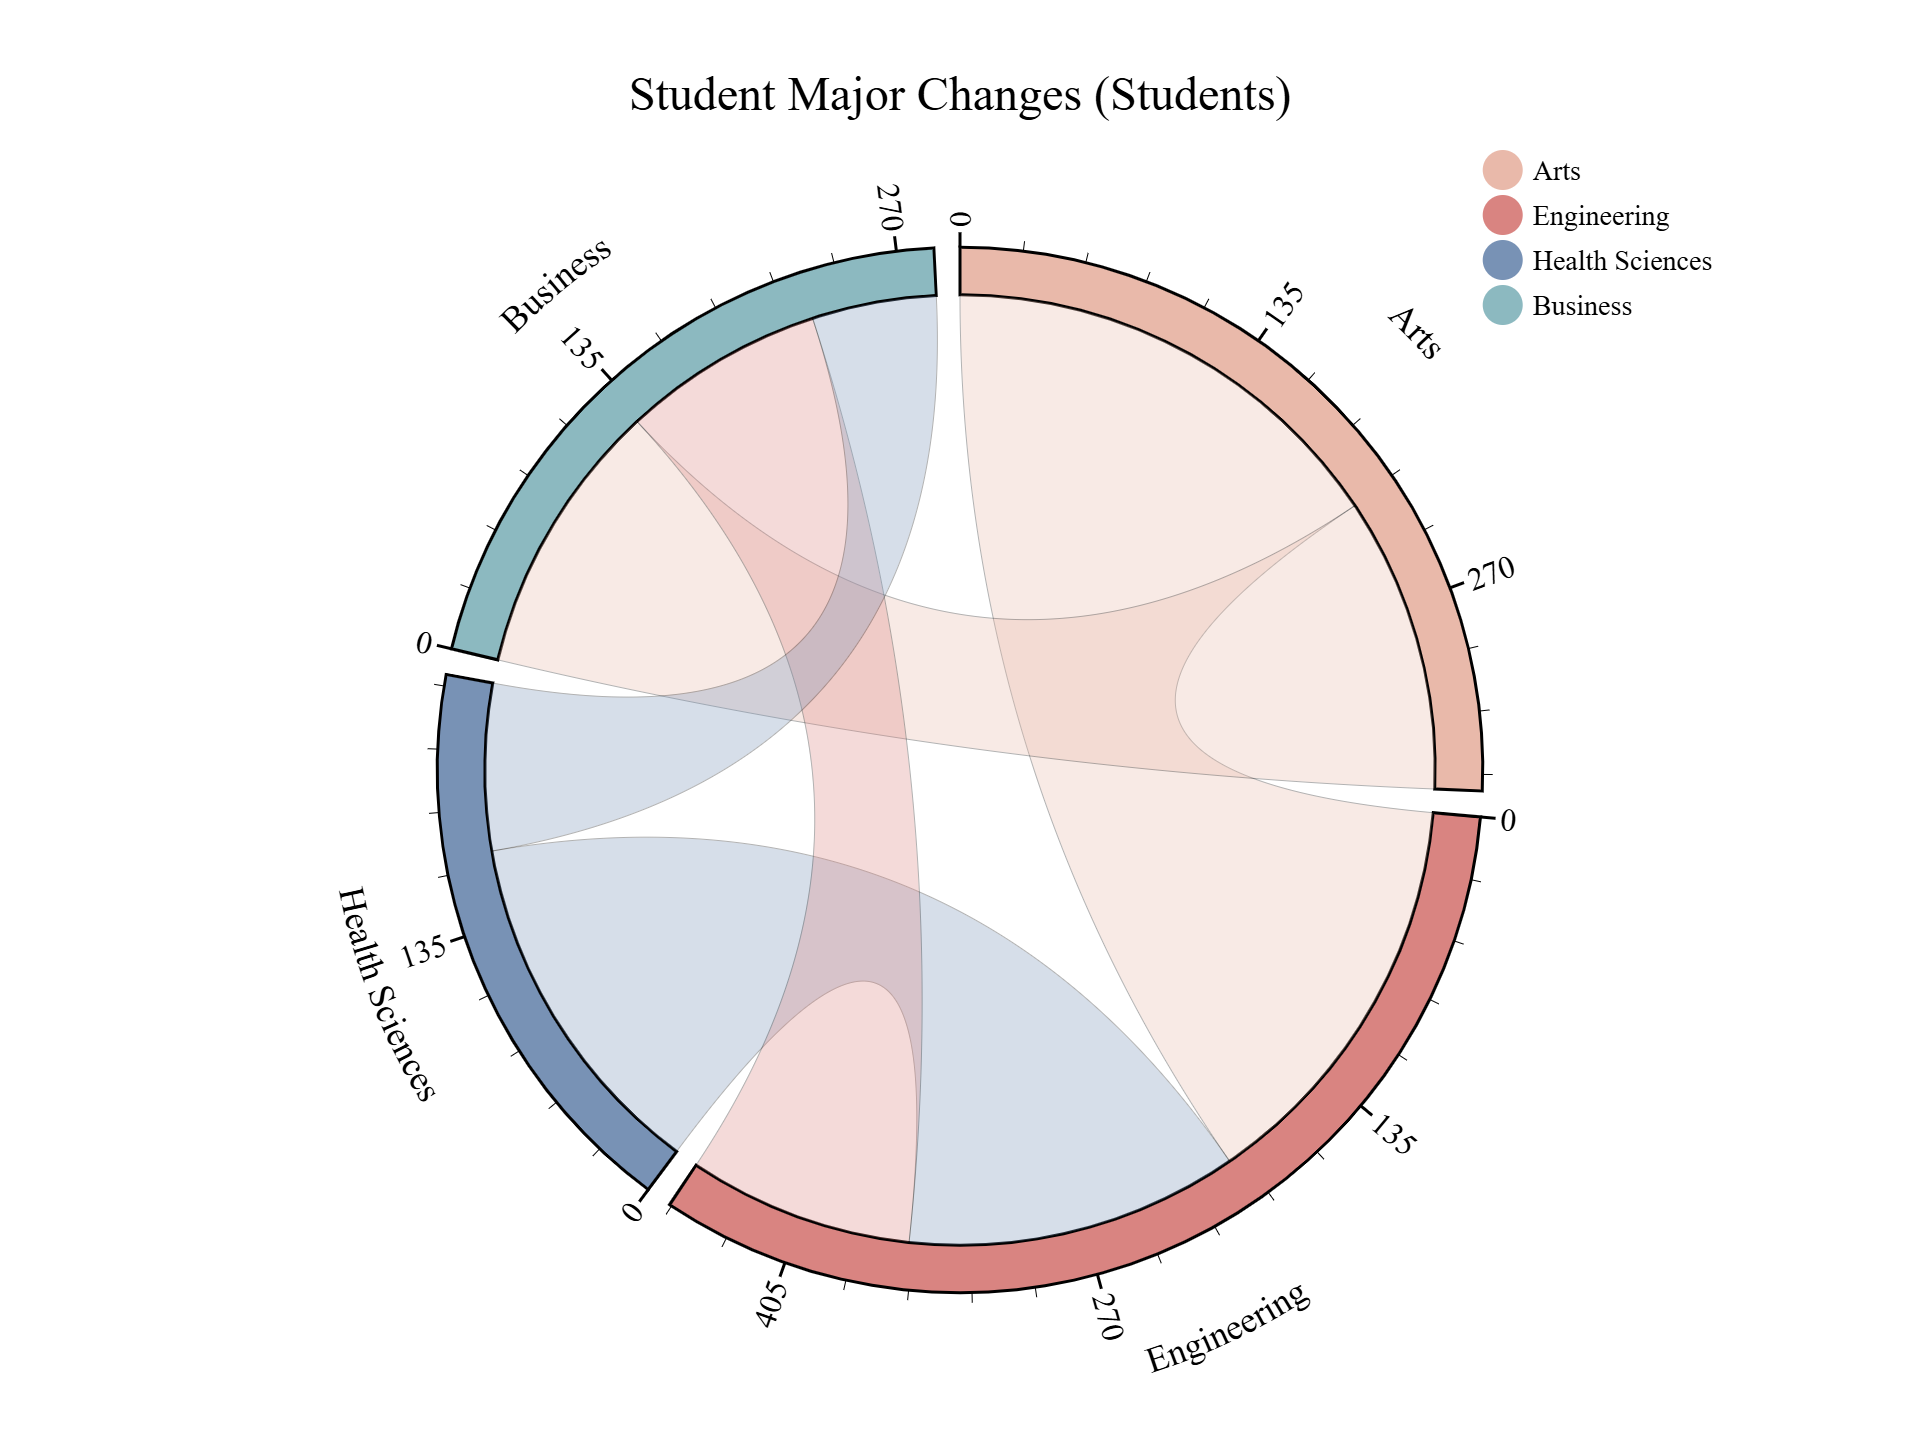 Student Major Changes (Students)
Arts
Engineering
Health Sciences
Business
0
135
270
Arts
0
135
270
405
Engineering
0
135
Health Sciences
0
135
270
Business